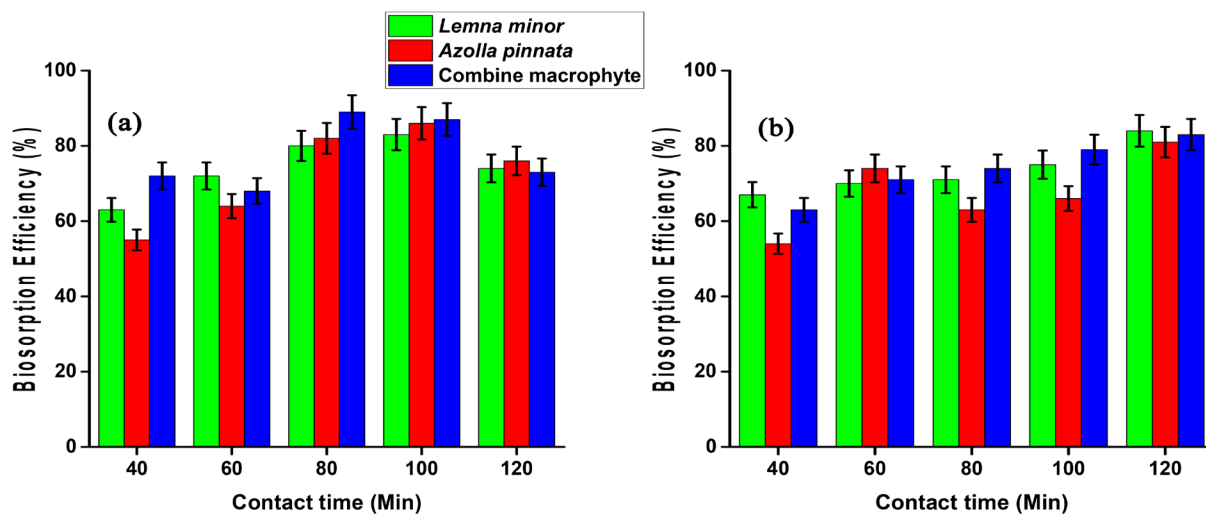 Lemna minor
Azolla pinnata
Combine macrophyte
(a)
Biosorption Efficiency (%)
100
80
60
40
20
0
40 60 80 100 120
Contact time (Min)
(b)
Biosorption Efficiency (%)
100
80
60
40
20
0
40 60 80 100 120
Contact time (Min)